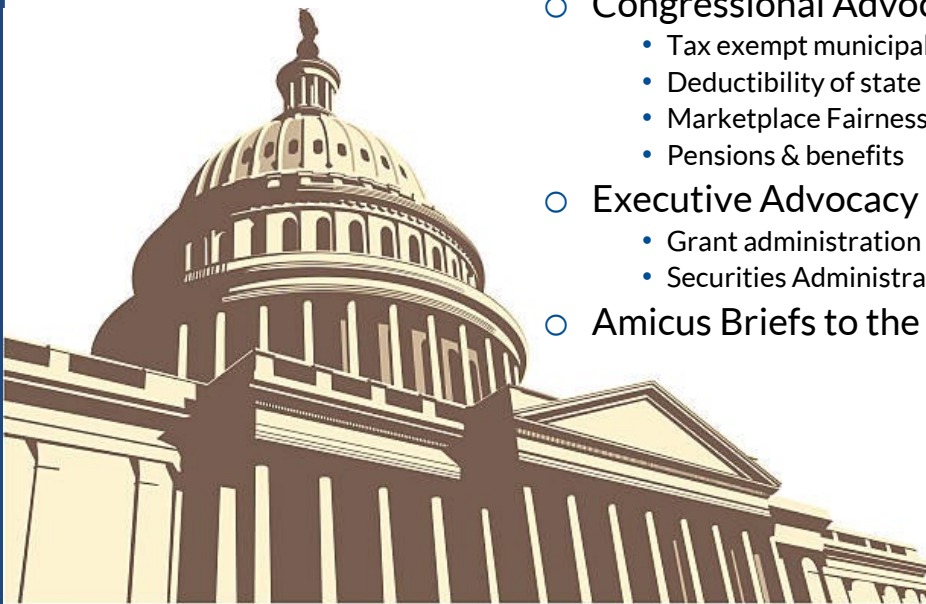 Congressional Advoc
• Tax exempt municipal
• Deductibility of state
• Marketplace Fairness
• Pensions & benefits
Executive Advocacy
• Grant administration
• Securities Administra
Amicus Briefs to the